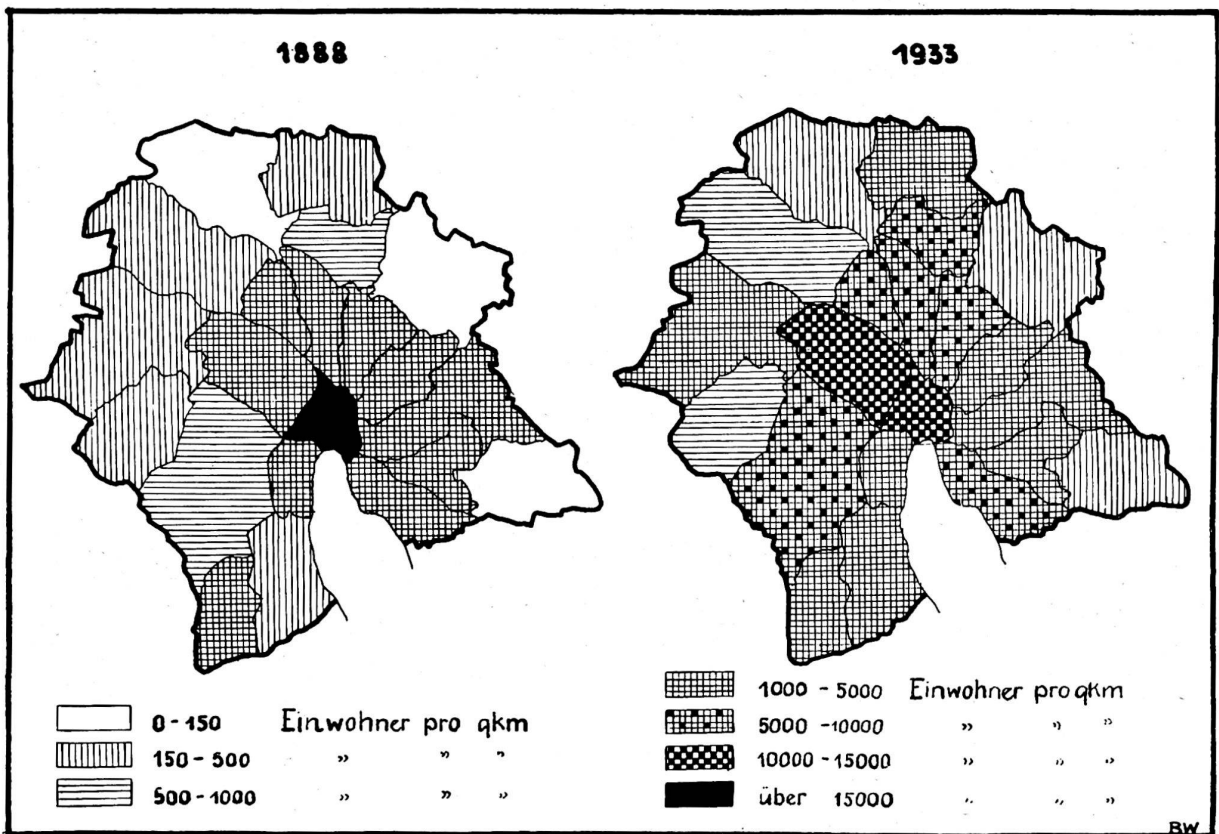 1888
1933
0-150 Einwohner pro qkm
150-500 " " "
500-1000 " " "
1000-5000 Einwohner pro qkm
5000-10000 " " "
10000-15000 " " "
über 15000 " " "
BW